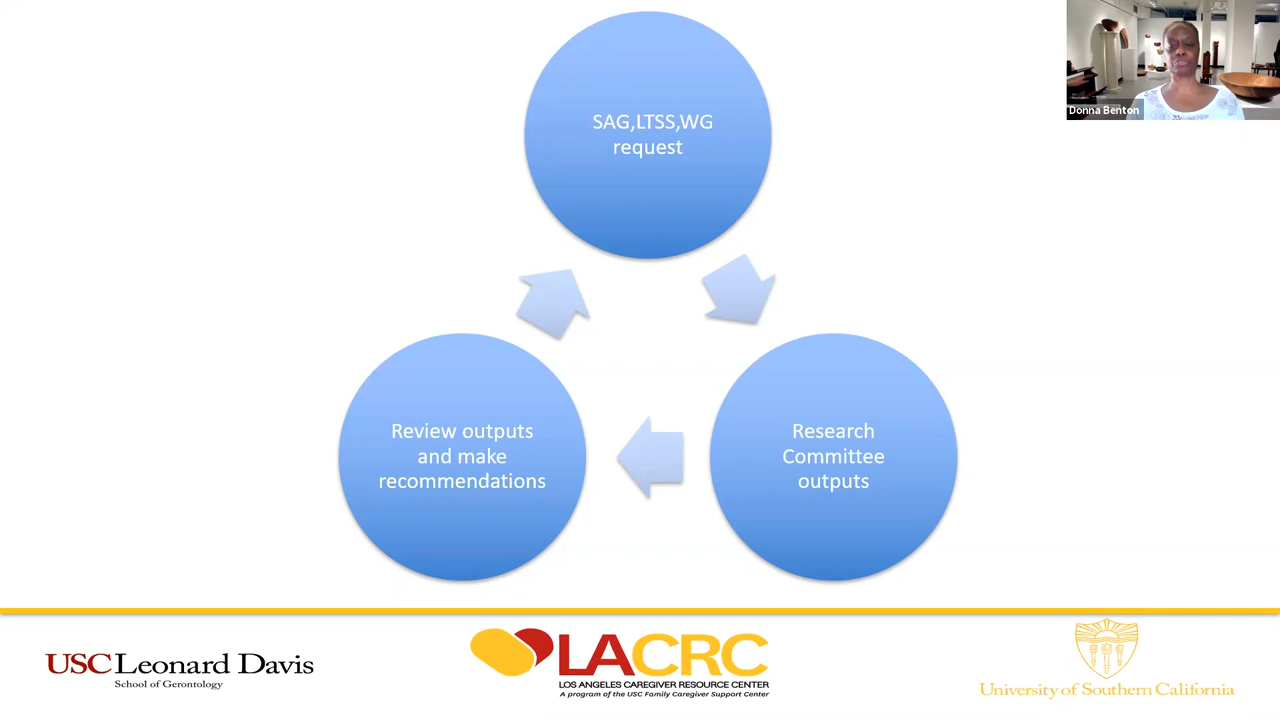 SAG,LTSS,WG
request
Donna Benton
Review outputs
and make
recommendations
Research
Committee
outputs
USC Leonard Davis
School of Gerontology
LACRC
LOS ANGELES CAREGIVER RESOURCE CENTER
A program of the USC Family Caregiver Support Center
University of Southern California